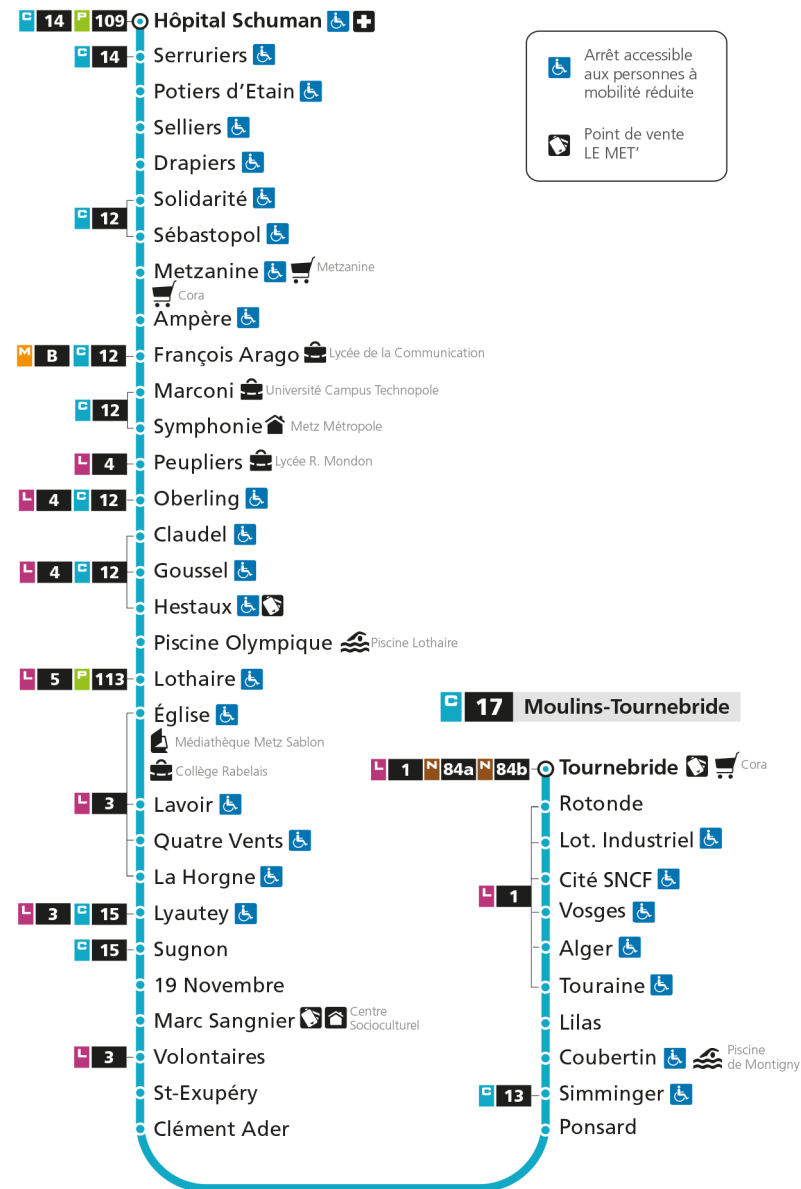 C 14 P 109 Hôpital Schuman
C 14 Serruriers
Potiers d'Etain
Selliers
Drapiers
Solidarité
C 12
Sébastopol
Metzanine Metzanine
Cora
Ampère
M B C 12 François Arago Lycée de la Communication
Marconi Université Campus Technopole
C 12
Symphonie Metz Métropole
L 4 Peupliers Lycée R. Mondon
L 4 C 12 Oberling
Claudel
L 4 C 12 Goussel
Hestaux
Piscine Olympique Piscine Lothaire
L 5 P 113 Lothaire
Église
Médiathèque Metz Sablon
Collège Rabelais
L 3 Lavoir
Quatre Vents
La Horgne
L 3 C 15 Lyautey
C 15 Sugnon
19 Novembre
Marc Sangnier Centre
Socioculturel
L 3 Volontaires
St-Exupéry
Clément Ader
Arrêt accessible
aux personnes à
mobilité réduite
Point de vente
LE MET'
C 17 Moulins-Tournebride
L 1 N 84a N 84b Tournebride Cora
Rotonde
Lot. Industriel
Cité SNCF
L 1
Vosges
Alger
Touraine
Lilas
Coubertin Piscine
de Montigny
C 13 Simminger
Ponsard